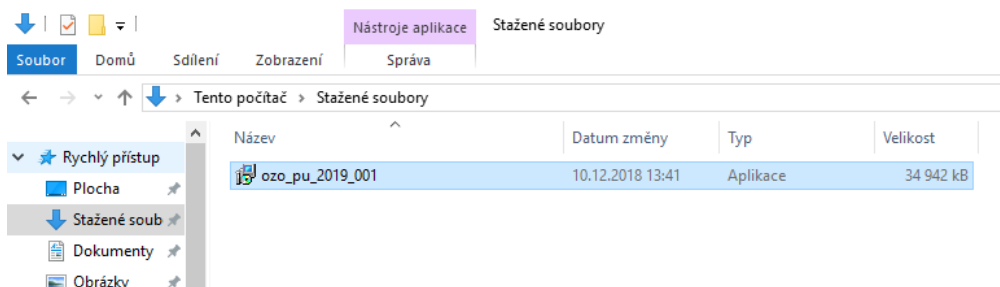 Nástroje aplikace Stažené soubory
Soubor Domů Sdílení Zobrazení Správa
Tento počítač Stažené soubory
Název Datum změny Typ Velikost
Rychlý přístup
ozo_pu_2019_001 10.12.2018 13:41 Aplikace 34 942 kB
Plocha
Stažené soub
Dokumenty
Obrázky